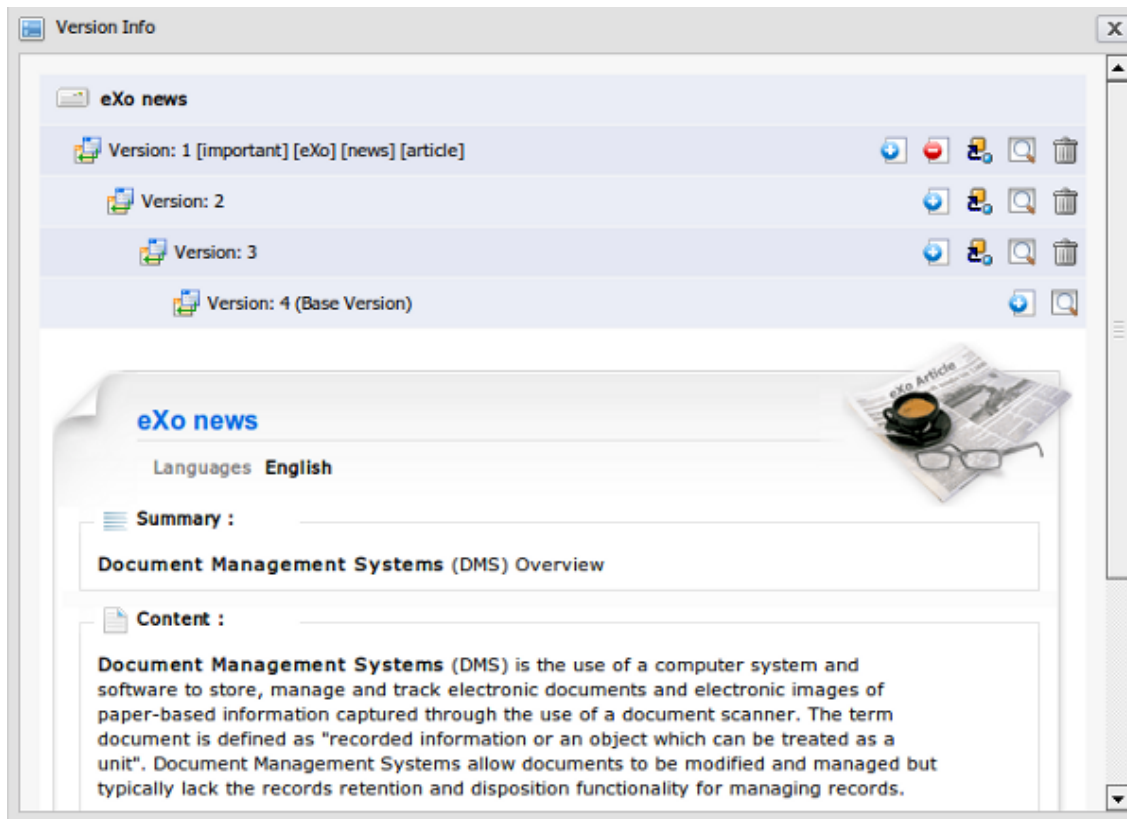 Version Info
eXo news
Version: 1 [important] [eXo] [news] [article]
Version: 2
Version: 3
Version: 4 (Base Version)
eXo Article
eXo news
Languages English
Summary :
Document Management Systems (DMS) Overview
Content :
Document Management Systems (DMS) is the use of a computer system and
software to store, manage and track electronic documents and electronic images of
paper-based information captured through the use of a document scanner. The term
document is defined as "recorded information or an object which can be treated as a
unit". Document Management Systems allow documents to be modified and managed but
typically lack the records retention and disposition functionality for managing records.